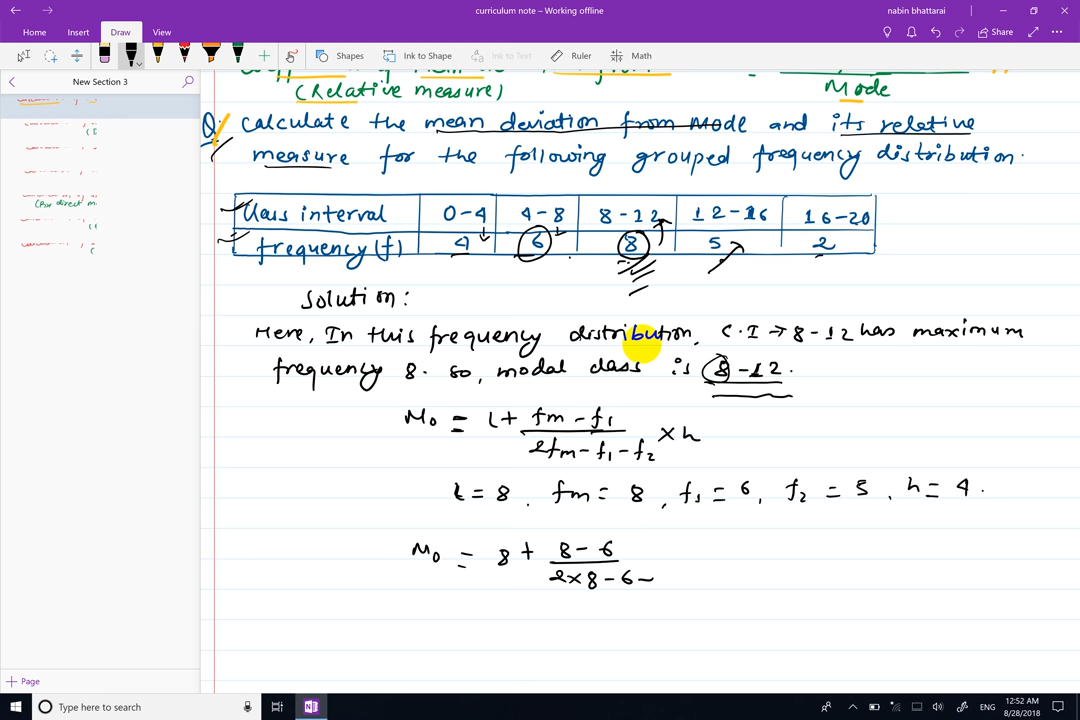 curriculum note – Working offline
nabin bhattarai
Home Insert Draw View
Share
Shapes Ink to Shape Ink to Text Ruler Math
New Section 3
(Relative measure) = Mode
Q. Calculate the mean deviation from Mode and its relative
measure for the following grouped frequency distribution.
Class interval 0-4 4-8 8-12 12-16 16-20
frequency (f) 4 6 8 5 2
Solution:
Here, In this frequency distribution, C.I → 8-12 has maximum
frequency 8. so, modal class is 8-12.
Mo = l + fm - f1 / 2fm - f1 - f2 × h
l = 8, fm = 8, f1 = 6, f2 = 5, h = 4.
Mo = 8 + 8 - 6 / 2×8 - 6 -
+ Page
Type here to search
ENG
12:52 AM
8/28/2018